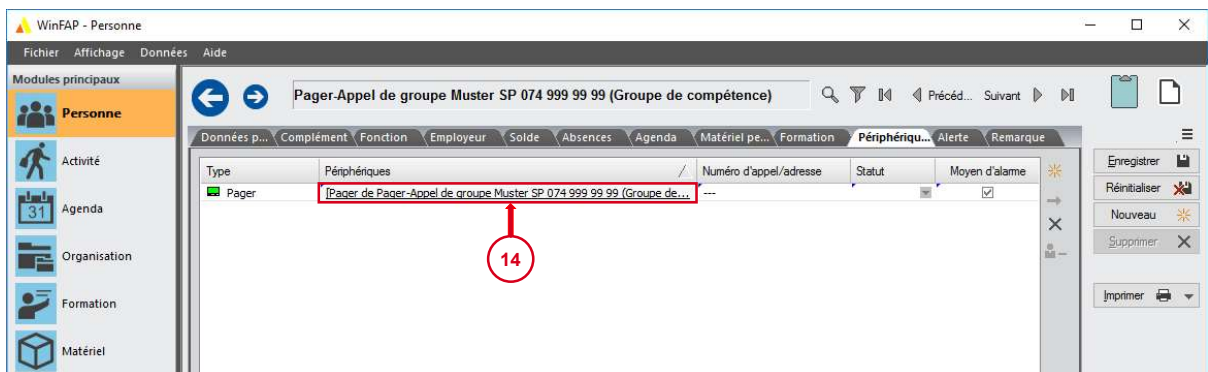 WinFAP - Personne
Fichier Affichage Données Aide
Modules principaux
Personne
Activité
31
Agenda
Organisation
Formation
Matériel
Pager-Appel de groupe Muster SP 074 999 99 99 (Groupe de compétence)
Précéd... Suivant
Données p... Complément Fonction Employeur Solde Absences Agenda Matériel pe... Formation Périphériqu... Alerte Remarque
Type Périphériques Numéro d'appel/adresse Statut Moyen d'alarme
Pager [Pager de Pager-Appel de groupe Muster SP 074 999 99 99 (Groupe de... ---
14
Enregistrer
Réinitialiser
Nouveau
Supprimer
Imprimer